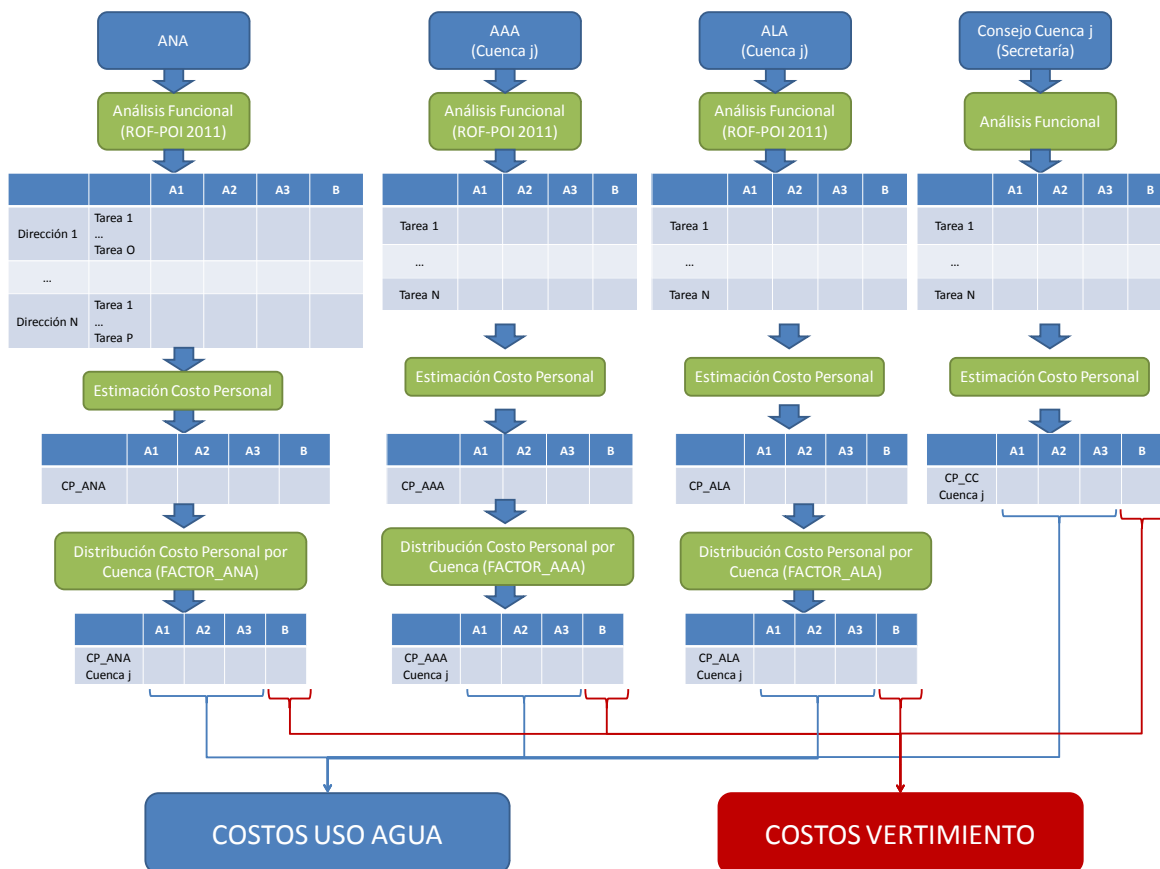 ANA
AAA
(Cuenca j)
ALA
(Cuenca j)
Consejo Cuenca j
(Secretaría)
Análisis Funcional
(ROF-POI 2011)
Análisis Funcional
(ROF-POI 2011)
Análisis Funcional
(ROF-POI 2011)
Análisis Funcional
A1 A2 A3 B
Dirección 1
Tarea 1
...
Tarea O
...
Dirección N
Tarea 1
...
Tarea P
A1 A2 A3 B
Tarea 1
...
Tarea N
A1 A2 A3 B
Tarea 1
...
Tarea N
A1 A2 A3 B
Tarea 1
...
Tarea N
Estimación Costo Personal
Estimación Costo Personal
Estimación Costo Personal
Estimación Costo Personal
A1 A2 A3 B
CP_ANA
A1 A2 A3 B
CP_AAA
A1 A2 A3 B
CP_ALA
A1 A2 A3 B
CP_CC
Cuenca j
Distribución Costo Personal por
Cuenca (FACTOR_ANA)
Distribución Costo Personal por
Cuenca (FACTOR_AAA)
Distribución Costo Personal por
Cuenca (FACTOR_ALA)
A1 A2 A3 B
CP_ANA
Cuenca j
A1 A2 A3 B
CP_AAA
Cuenca j
A1 A2 A3 B
CP_ALA
Cuenca j
COSTOS USO AGUA
COSTOS VERTIMIENTO